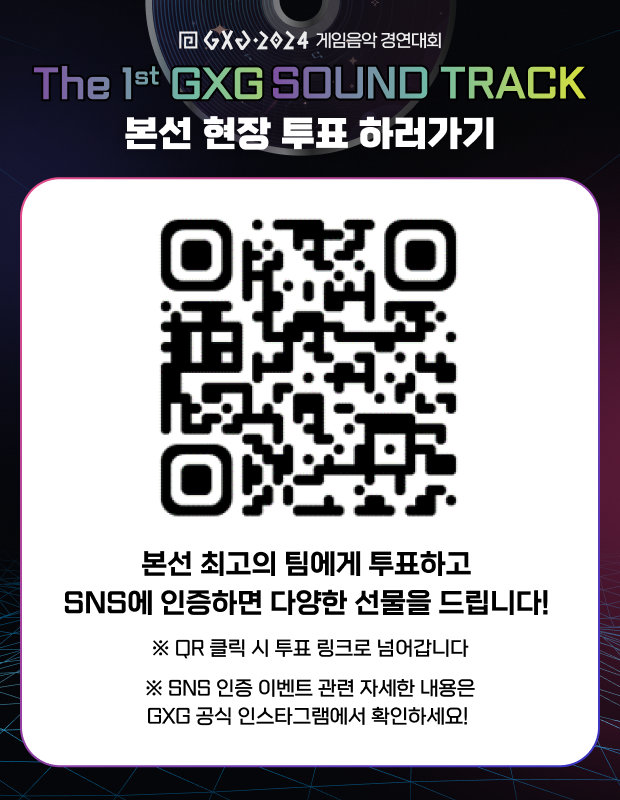 GXG·2024 게임음악 경연대회
The 1st GXG SOUND TRACK
본선 현장 투표 하러가기
본선 최고의 팀에게 투표하고
SNS에 인증하면 다양한 선물을 드립니다!
※ QR 클릭 시 투표 링크로 넘어갑니다
※ SNS 인증 이벤트 관련 자세한 내용은
GXG 공식 인스타그램에서 확인하세요!